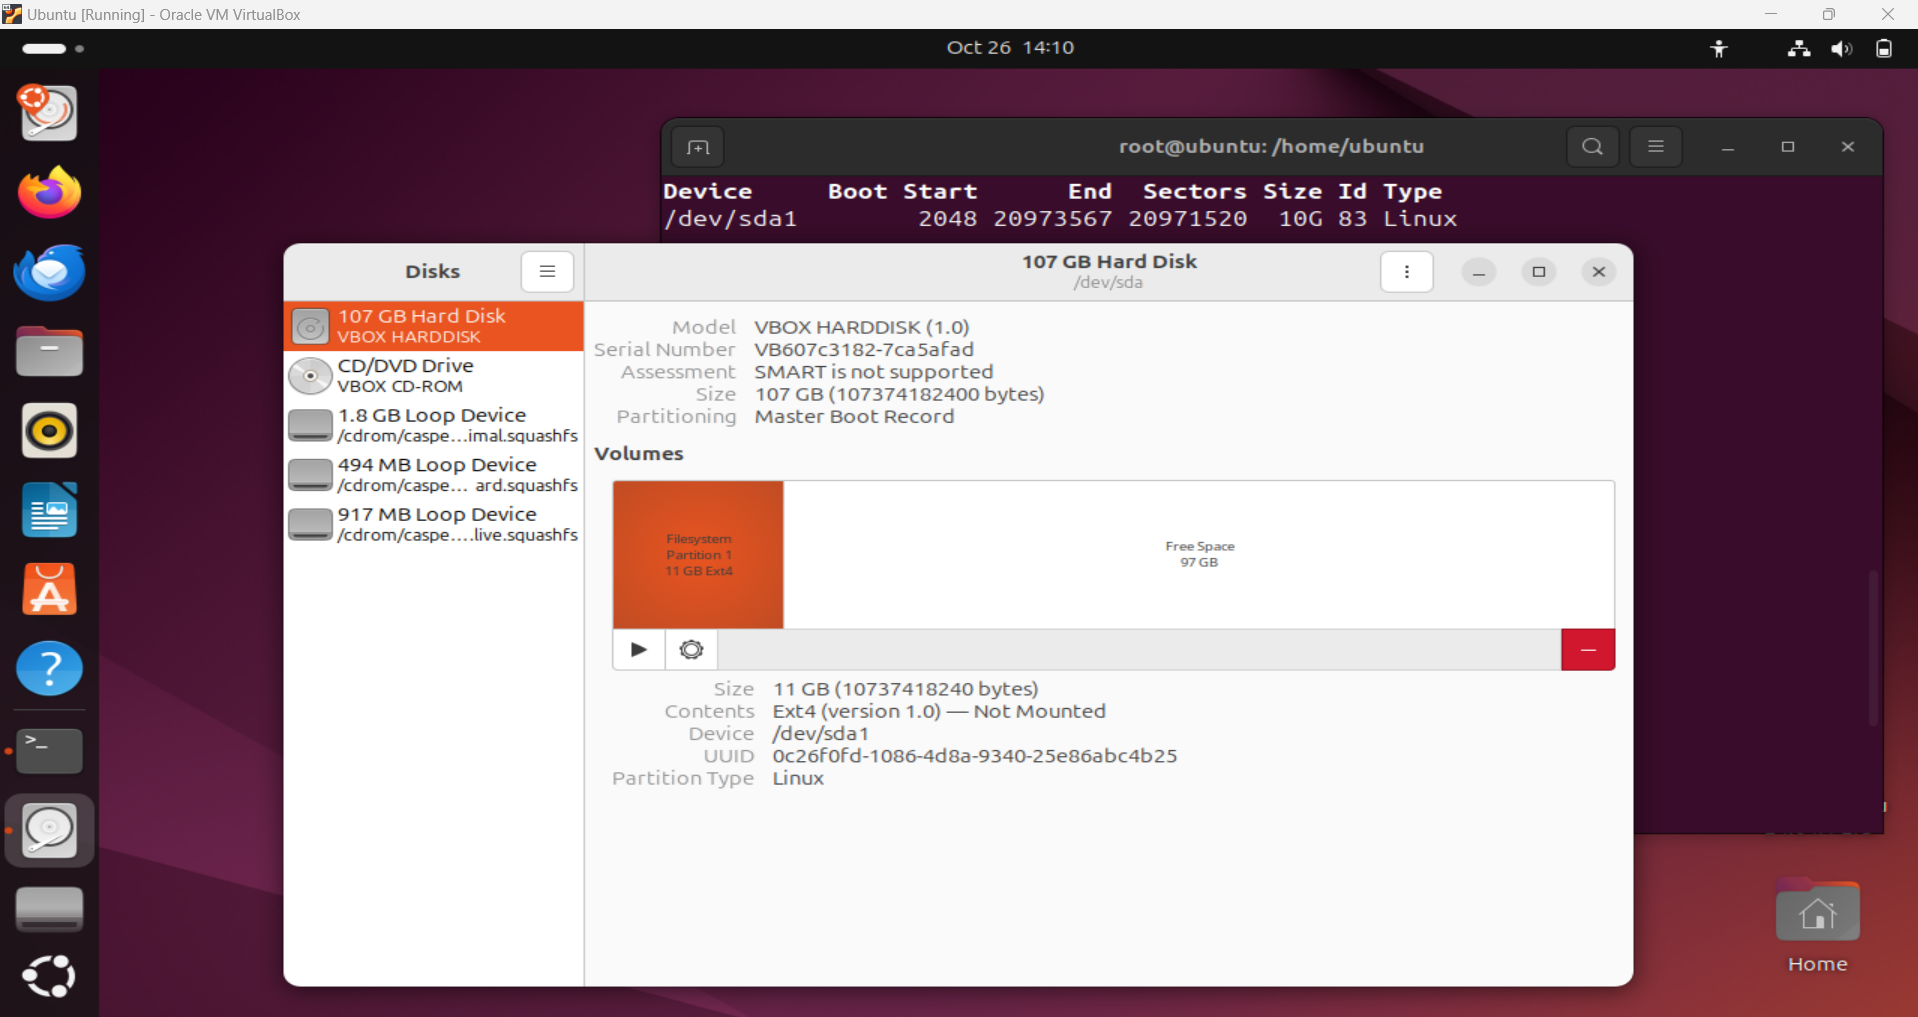 Ubuntu [Running] - Oracle VM VirtualBox
Oct 26 14:10
root@ubuntu: /home/ubuntu
Device Boot Start End Sectors Size Id Type
/dev/sda1 2048 20973567 20971520 10G 83 Linux
Disks
107 GB Hard Disk
/dev/sda
107 GB Hard Disk
VBOX HARDDISK
CD/DVD Drive
VBOX CD-ROM
1.8 GB Loop Device
/cdrom/caspe…imal.squashfs
494 MB Loop Device
/cdrom/caspe… ard.squashfs
917 MB Loop Device
/cdrom/caspe….live.squashfs
Model VBOX HARDDISK (1.0)
Serial Number VB607c3182-7ca5afad
Assessment SMART is not supported
Size 107 GB (107374182400 bytes)
Partitioning Master Boot Record
Volumes
Filesystem
Partition 1
11 GB Ext4
Free Space
97 GB
Size 11 GB (10737418240 bytes)
Contents Ext4 (version 1.0) — Not Mounted
Device /dev/sda1
UUID 0c26f0fd-1086-4d8a-9340-25e86abc4b25
Partition Type Linux
Home